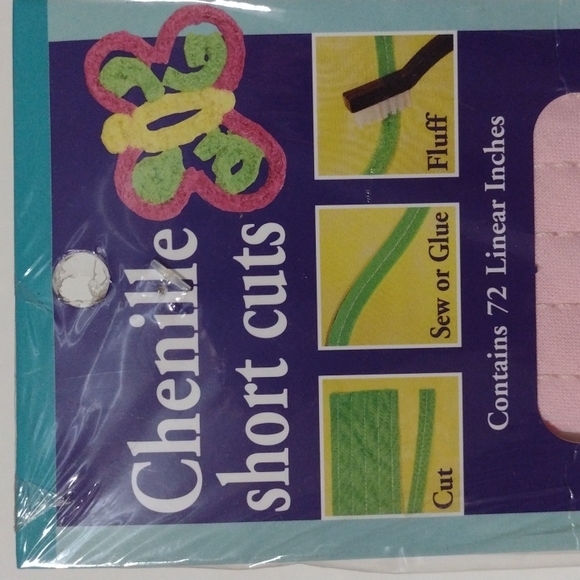 Chenille
short cuts
Cut
Sew or Glue
Fluff
Contains 72 Linear Inches